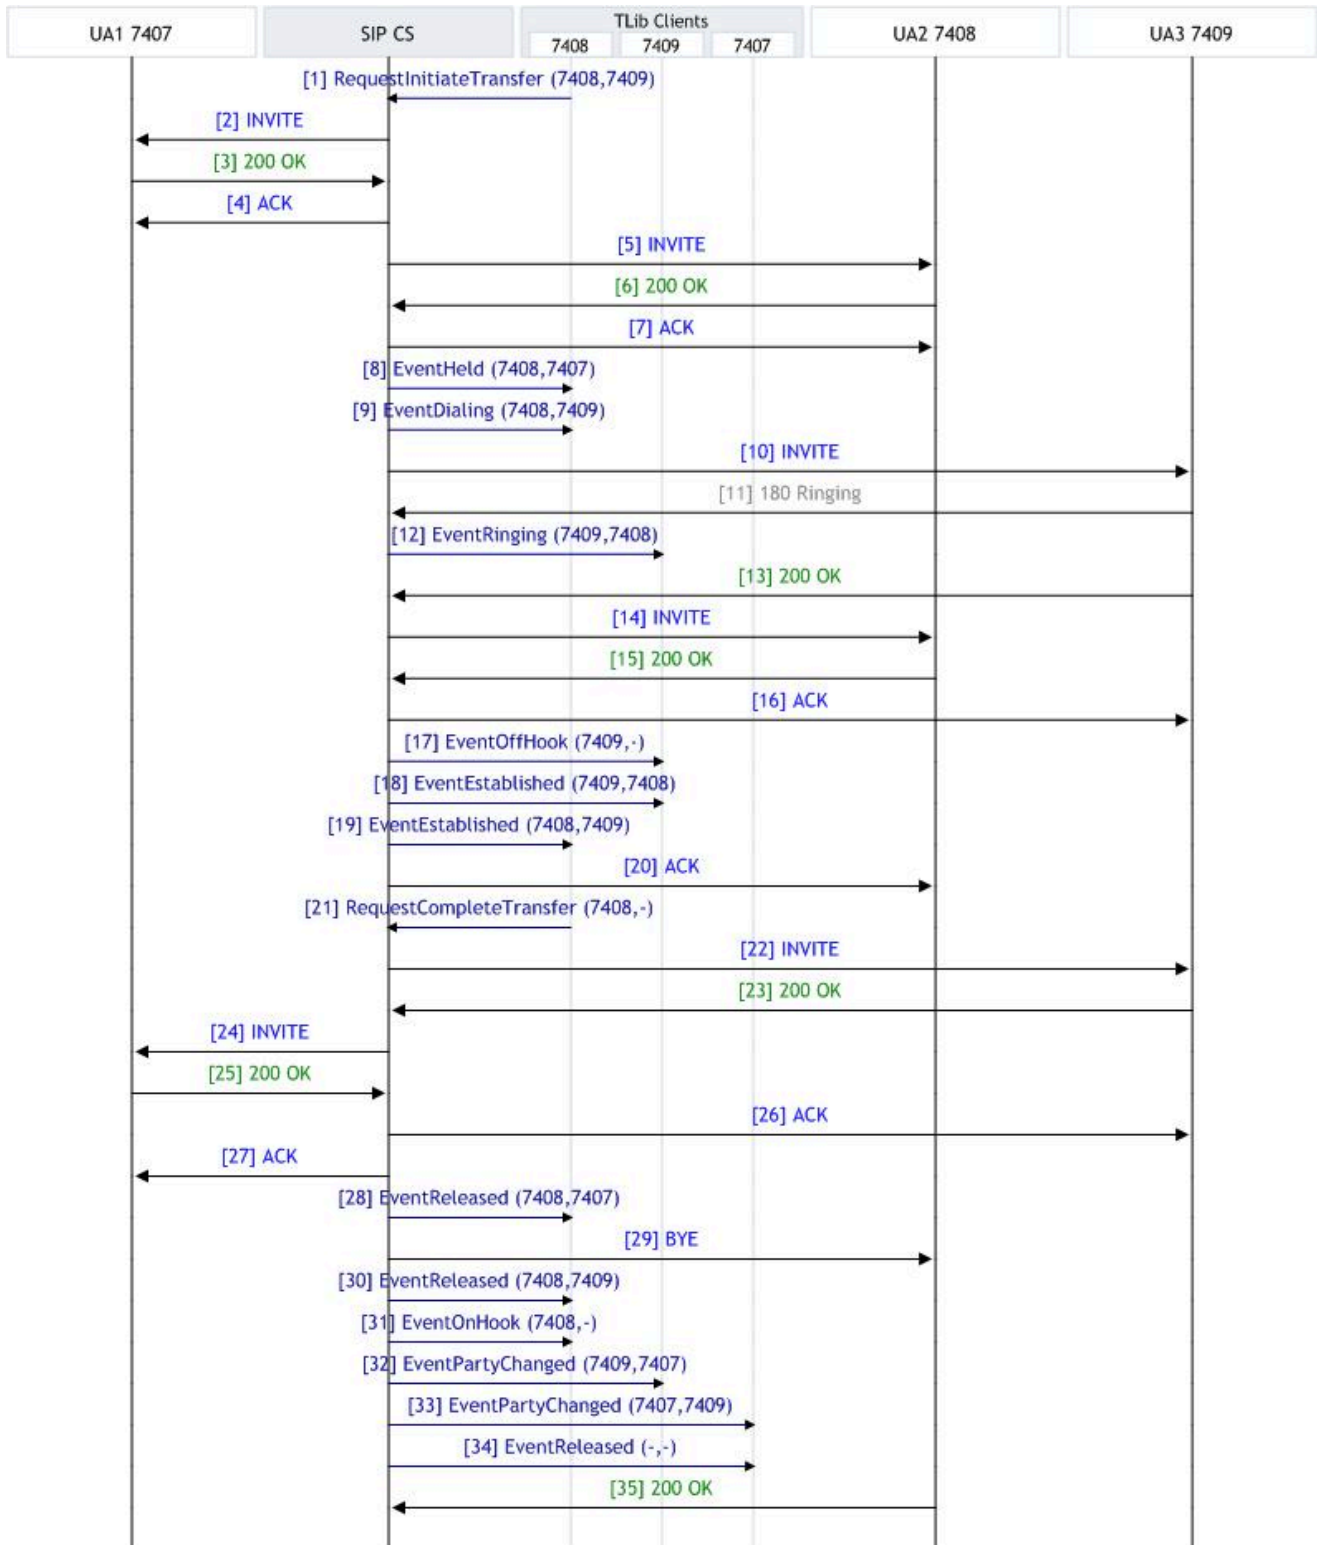 UA1 7407
SIP CS
TLib Clients
7408
7409
7407
UA2 7408
UA3 7409
[1] RequestInitiateTransfer (7408,7409)
[2] INVITE
[3] 200 OK
[4] ACK
[5] INVITE
[6] 200 OK
[7] ACK
[8] EventHeld (7408,7407)
[9] EventDialing (7408,7409)
[10] INVITE
[11] 180 Ringing
[12] EventRinging (7409,7408)
[13] 200 OK
[14] INVITE
[15] 200 OK
[16] ACK
[17] EventOffHook (7409,-)
[18] EventEstablished (7409,7408)
[19] EventEstablished (7408,7409)
[20] ACK
[21] RequestCompleteTransfer (7408,-)
[22] INVITE
[23] 200 OK
[24] INVITE
[25] 200 OK
[26] ACK
[27] ACK
[28] EventReleased (7408,7407)
[29] BYE
[30] EventReleased (7408,7409)
[31] EventOnHook (7408,-)
[32] EventPartyChanged (7409,7407)
[33] EventPartyChanged (7407,7409)
[34] EventReleased (-,-)
[35] 200 OK